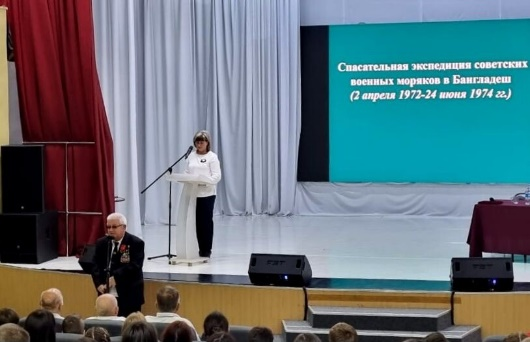 Спасательная экспедиция советских
военных моряков в Бангладеш
(2 апреля 1972-24 июня 1974 гг.)